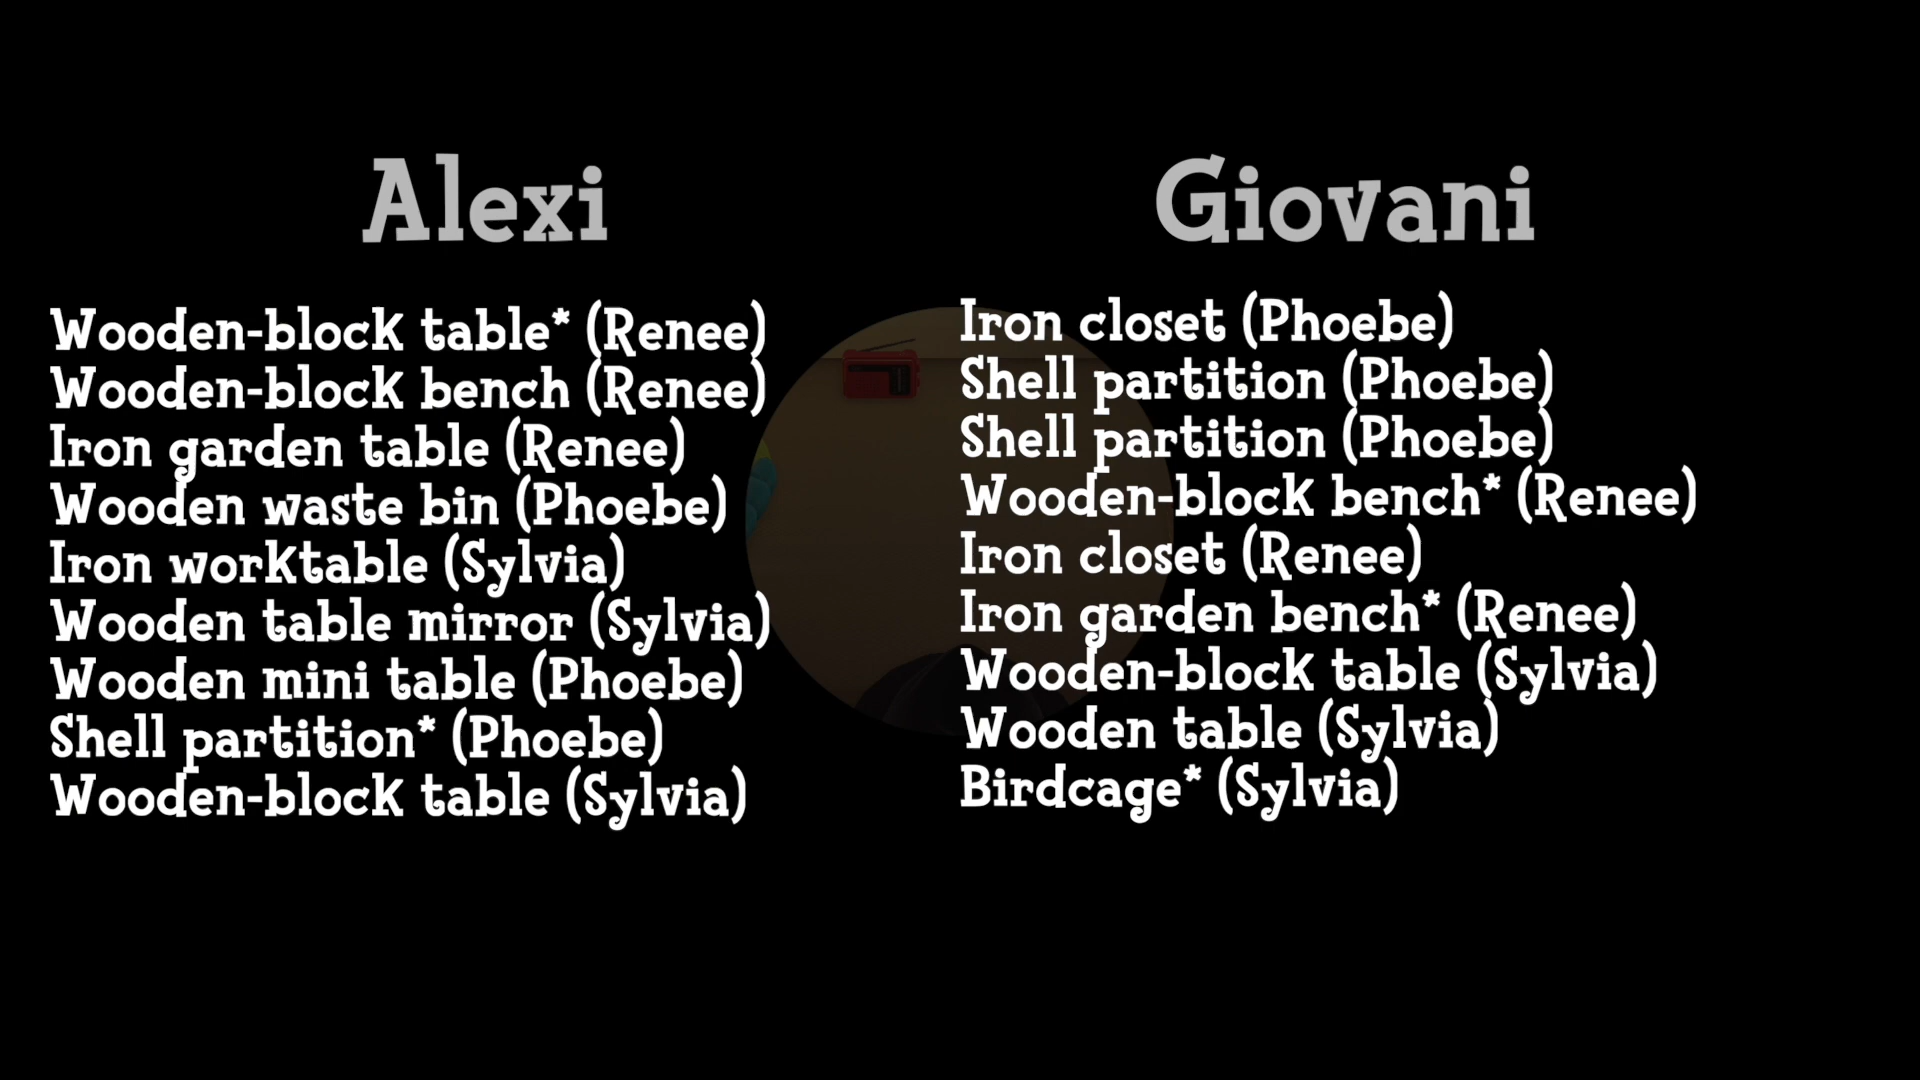 Alexi
Wooden-block table* (Renee)
Wooden-block bench (Renee)
Iron garden table (Renee)
Wooden waste bin (Phoebe)
Iron worktable (Sylvia)
Wooden table mirror (Sylvia)
Wooden mini table (Phoebe)
Shell partition* (Phoebe)
Wooden-block table (Sylvia)
Giovani
Iron closet (Phoebe)
Shell partition (Phoebe)
Shell partition (Phoebe)
Wooden-block bench* (Renee)
Iron closet (Renee)
Iron garden bench* (Renee)
Wooden-block table (Sylvia)
Wooden table (Sylvia)
Birdcage* (Sylvia)